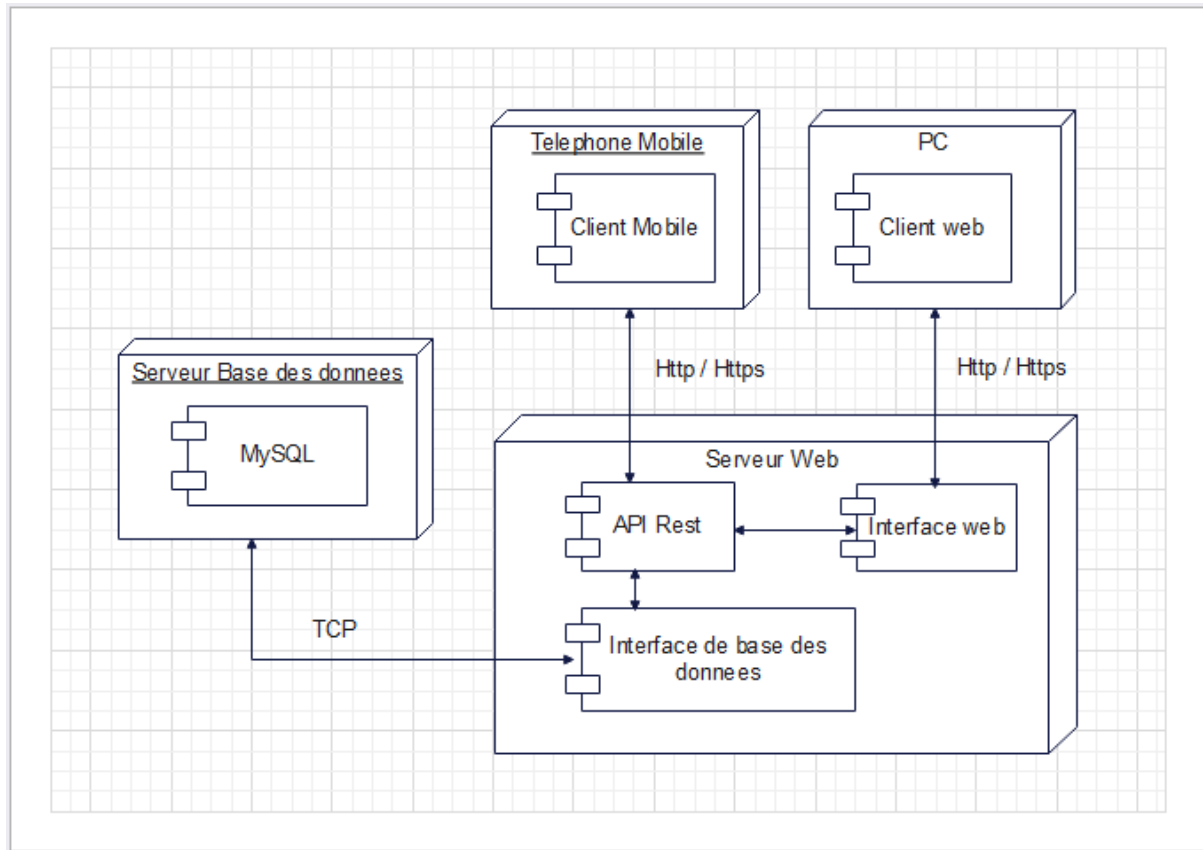 Telephone Mobile
PC
Client Mobile
Client web
Http / Https
Http / Https
Serveur Base des donnees
MySQL
Serveur Web
API Rest
Interface web
TCP
Interface de base des
donnees